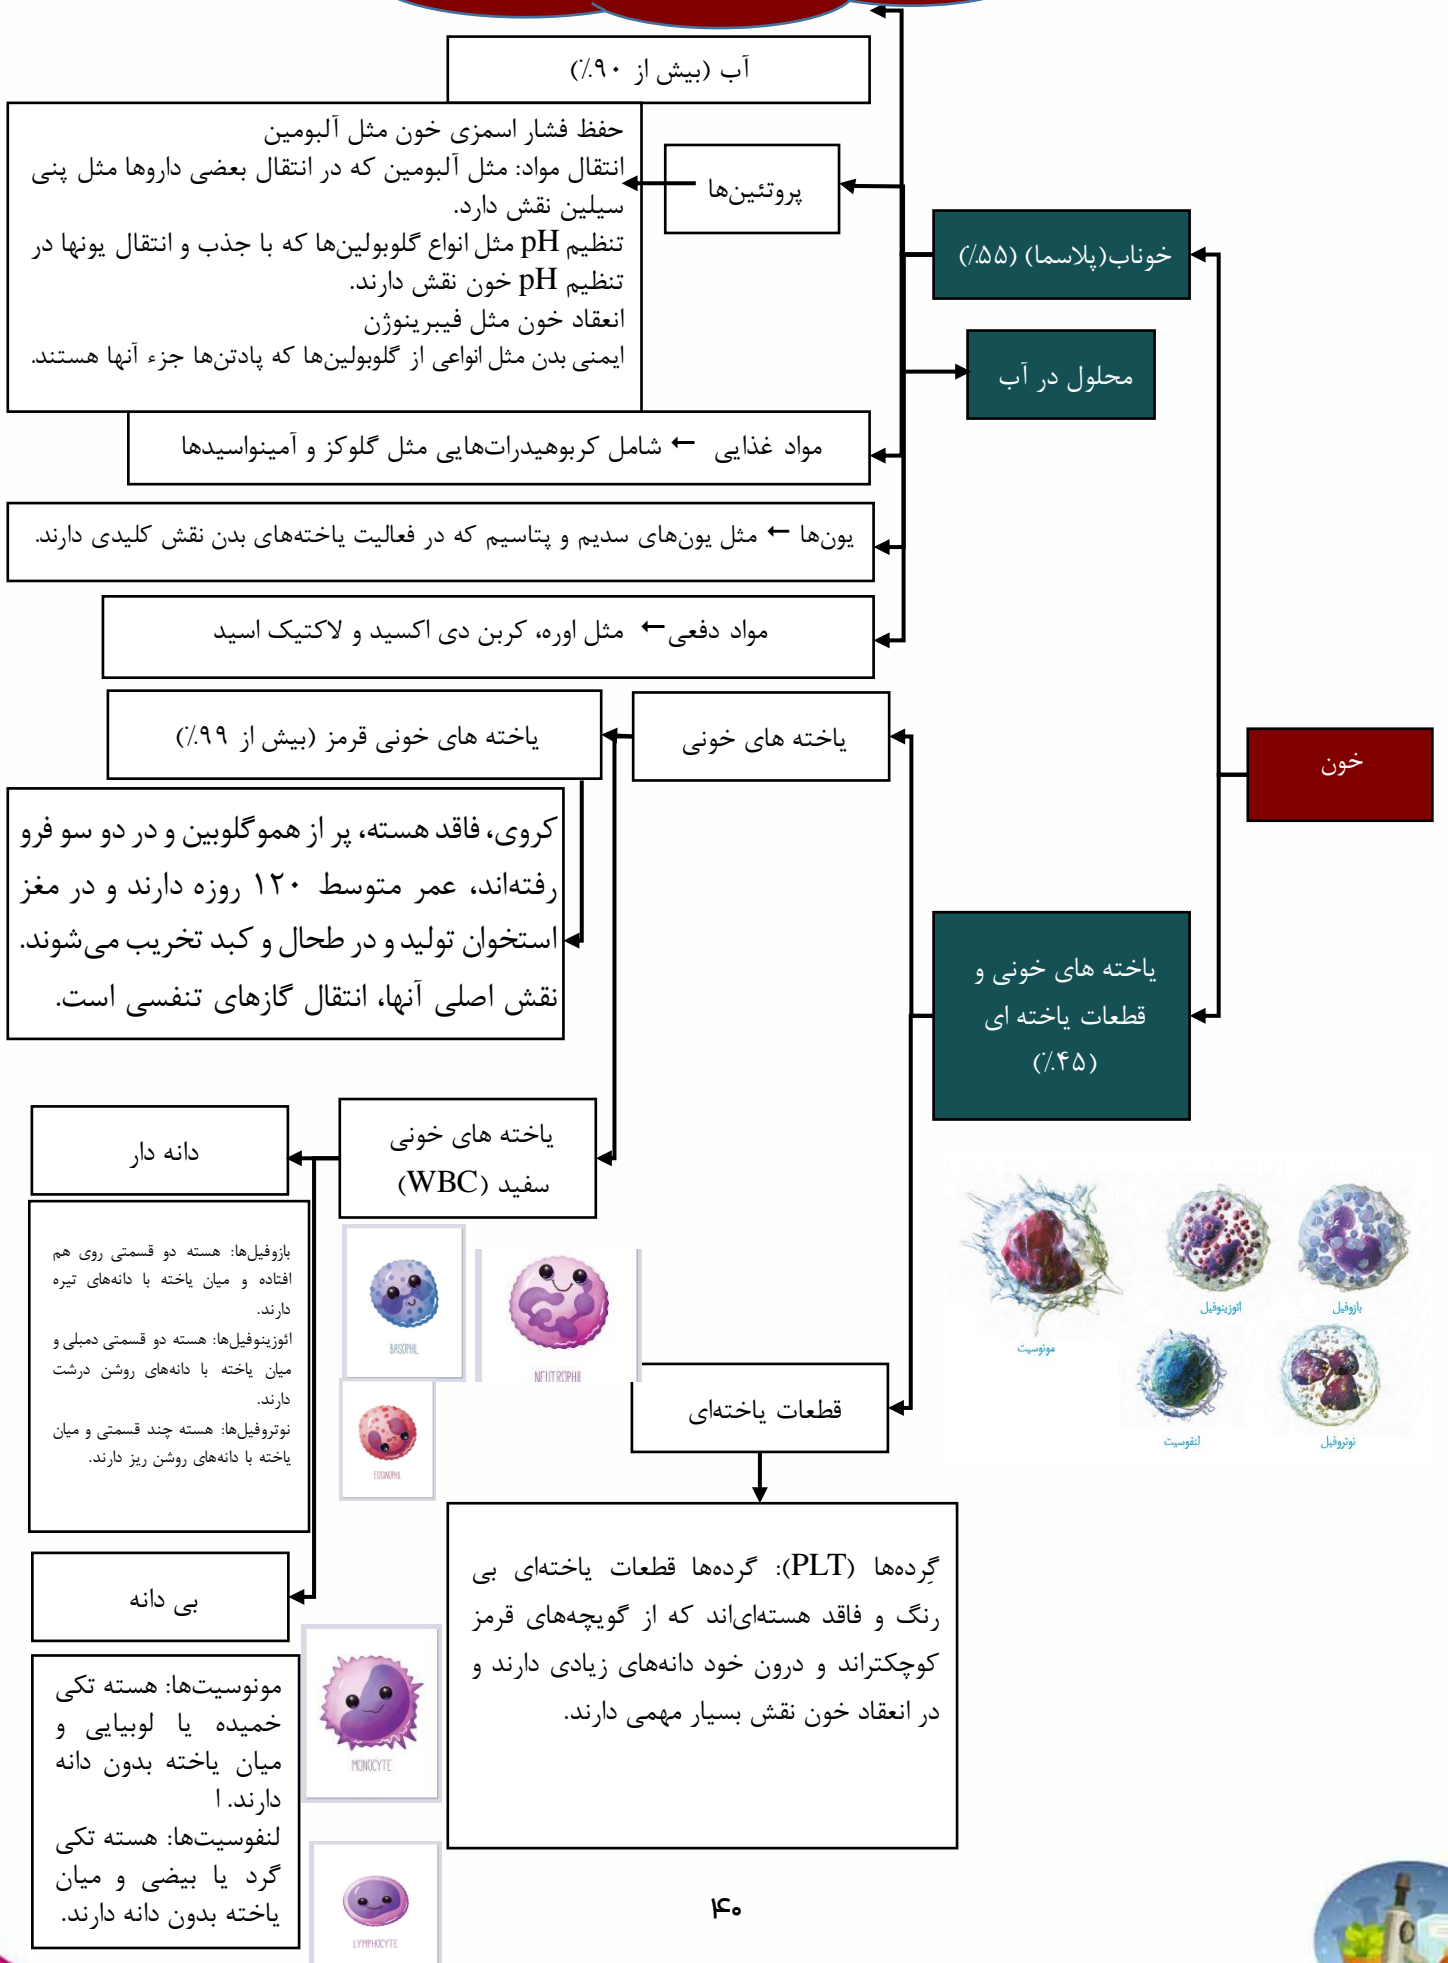 آب (بیش از ۹۰٪)
حفظ فشار اسمزی خون مثل آلبومین
انتقال مواد: مثل آلبومین که در انتقال بعضی داروها مثل پنی
سیلین نقش دارد.
تنظیم pH مثل انواع گلوبولین‌ها که با جذب و انتقال یونها در
تنظیم pH خون نقش دارند.
انعقاد خون مثل فیبرینوژن
ایمنی بدن مثل انواعی از گلوبولین‌ها که پادتن‌ها جزء آنها هستند.
پروتئین‌ها
خوناب(پلاسما) (۵۵٪)
محلول در آب
مواد غذایی ← شامل کربوهیدرات‌هایی مثل گلوکز و آمینواسیدها
یون‌ها ← مثل یون‌های سدیم و پتاسیم که در فعالیت یاخته‌های بدن نقش کلیدی دارند.
مواد دفعی← مثل اوره، کربن دی اکسید و لاکتیک اسید
خون
یاخته های خونی
یاخته های خونی قرمز (بیش از ۹۹٪)
کروی، فاقد هسته، پر از هموگلوبین و در دو سو فرو
رفته‌اند، عمر متوسط ۱۲۰ روزه دارند و در مغز
استخوان تولید و در طحال و کبد تخریب می‌شوند.
نقش اصلی آنها، انتقال گازهای تنفسی است.
یاخته های خونی و
قطعات یاخته ای
(۴۵٪)
یاخته های خونی
سفید (WBC)
دانه دار
بازوفیل‌ها: هسته دو قسمتی روی هم
افتاده و میان یاخته با دانه‌های تیره
دارند.
ائوزینوفیل‌ها: هسته دو قسمتی دمبلی و
میان یاخته با دانه‌های روشن درشت
دارند.
نوتروفیل‌ها: هسته چند قسمتی و میان
یاخته با دانه‌های روشن ریز دارند.
BASOPHIL
NEUTROPHIL
EOSINOPHIL
بازوفیل
ائوزینوفیل
مونوسیت
نوتروفیل
لنفوسیت
قطعات یاخته‌ای
گِرده‌ها (PLT): گرده‌ها قطعات یاخته‌ای بی
رنگ و فاقد هسته‌ای‌اند که از گویچه‌های قرمز
کوچکتراند و درون خود دانه‌های زیادی دارند و
در انعقاد خون نقش بسیار مهمی دارند.
بی دانه
مونوسیت‌ها: هسته تکی
خمیده یا لوبیایی و
میان یاخته بدون دانه
دارند. ا
لنفوسیت‌ها: هسته تکی
گرد یا بیضی و میان
یاخته بدون دانه دارند.
MONOCYTE
LYMPHOCYTE
۴۰